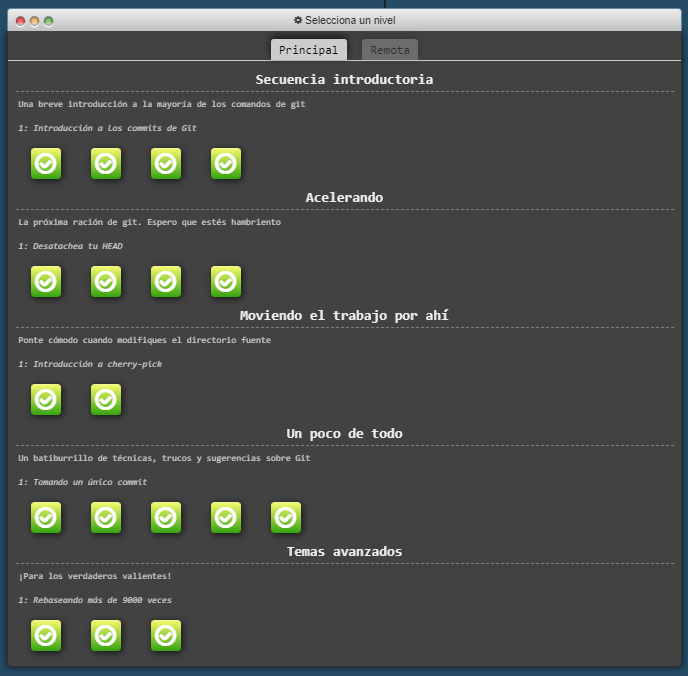 Selecciona un nivel
Principal
Remota
Secuencia introductoria
Una breve introducción a la mayoría de los comandos de git
1: Introducción a los commits de Git
Acelerando
La próxima ración de git. Espero que estés hambriento
1: Desatachea tu HEAD
Moviendo el trabajo por ahí
Ponte cómodo cuando modifiques el directorio fuente
1: Introducción a cherry-pick
Un poco de todo
Un batiburrillo de técnicas, trucos y sugerencias sobre Git
1: Tomando un único commit
Temas avanzados
¡Para los verdaderos valientes!
1: Rebaseando más de 9000 veces